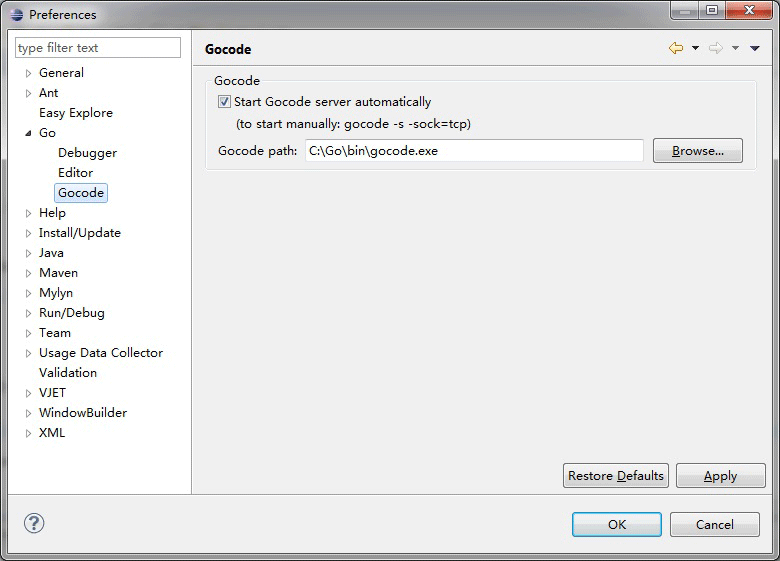 Preferences
type filter text
General
Ant
Easy Explore
Go
Debugger
Editor
Gocode
Help
Install/Update
Java
Maven
Mylyn
Run/Debug
Team
Usage Data Collector
Validation
VJET
WindowBuilder
XML
Gocode
Gocode
Start Gocode server automatically
(to start manually: gocode -s -sock=tcp)
Gocode path: C:\Go\bin\gocode.exe Browse...
Restore Defaults Apply
? OK Cancel